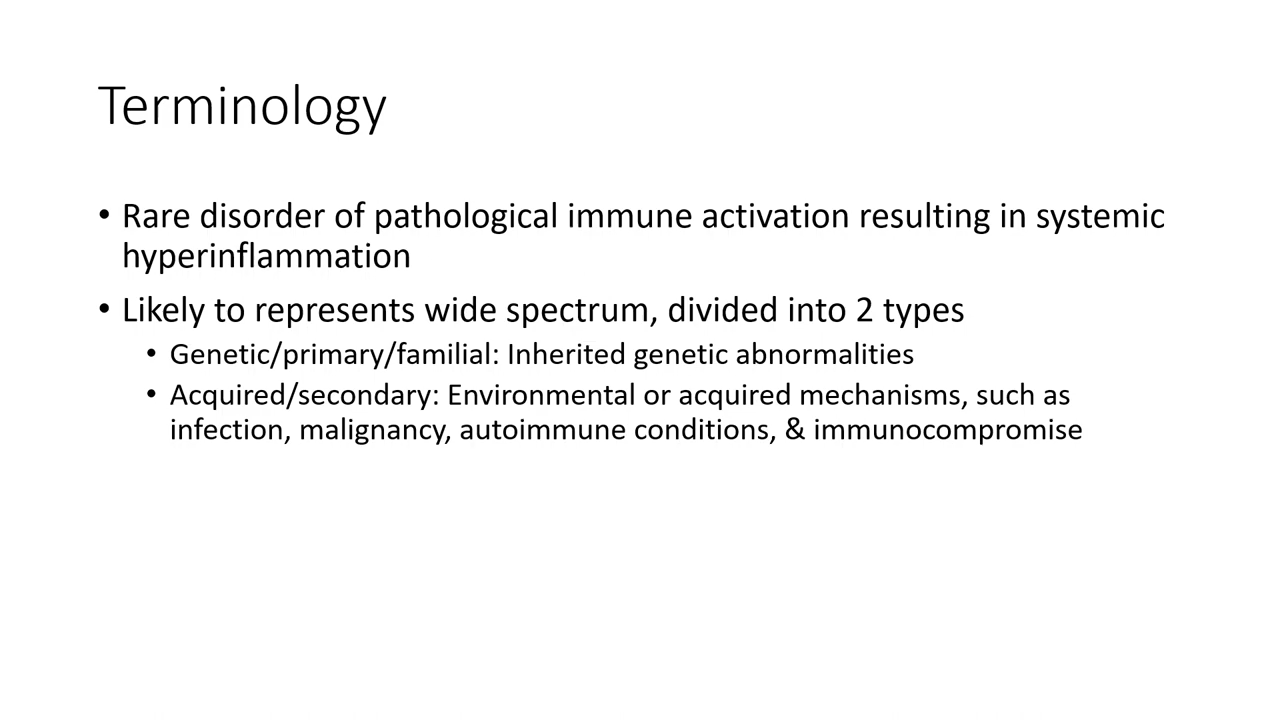 Terminology
• Rare disorder of pathological immune activation resulting in systemic
hyperinflammation
• Likely to represents wide spectrum, divided into 2 types
• Genetic/primary/familial: Inherited genetic abnormalities
• Acquired/secondary: Environmental or acquired mechanisms, such as
infection, malignancy, autoimmune conditions, & immunocompromise